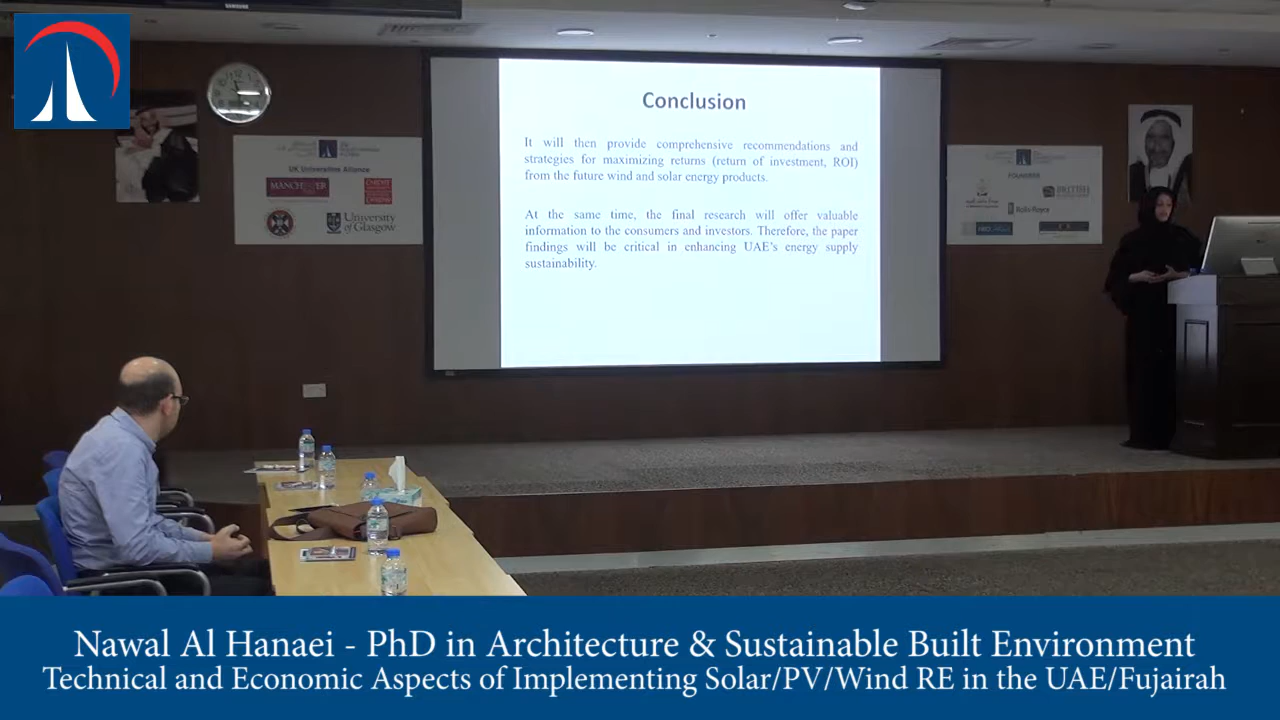 Conclusion
It will then provide comprehensive recommendations and
strategies for maximizing returns (return of investment, ROI)
from the future wind and solar energy products.
At the same time, the final research will offer valuable
information to the consumers and investors. Therefore, the paper
findings will be critical in enhancing UAE's energy supply
sustainability.
UK Universities Alliance
MANCHESTER
University
of Glasgow
FOUNDERS
BRITISH
Rolls-Royce
Nawal Al Hanaei - PhD in Architecture & Sustainable Built Environment
Technical and Economic Aspects of Implementing Solar/PV/Wind RE in the UAE/Fujairah